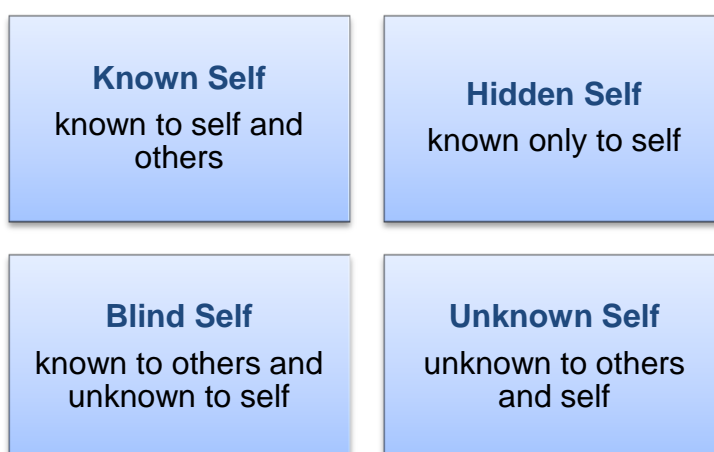 Known Self
known to self and
others
Hidden Self
known only to self
Blind Self
known to others and
unknown to self
Unknown Self
unknown to others
and self